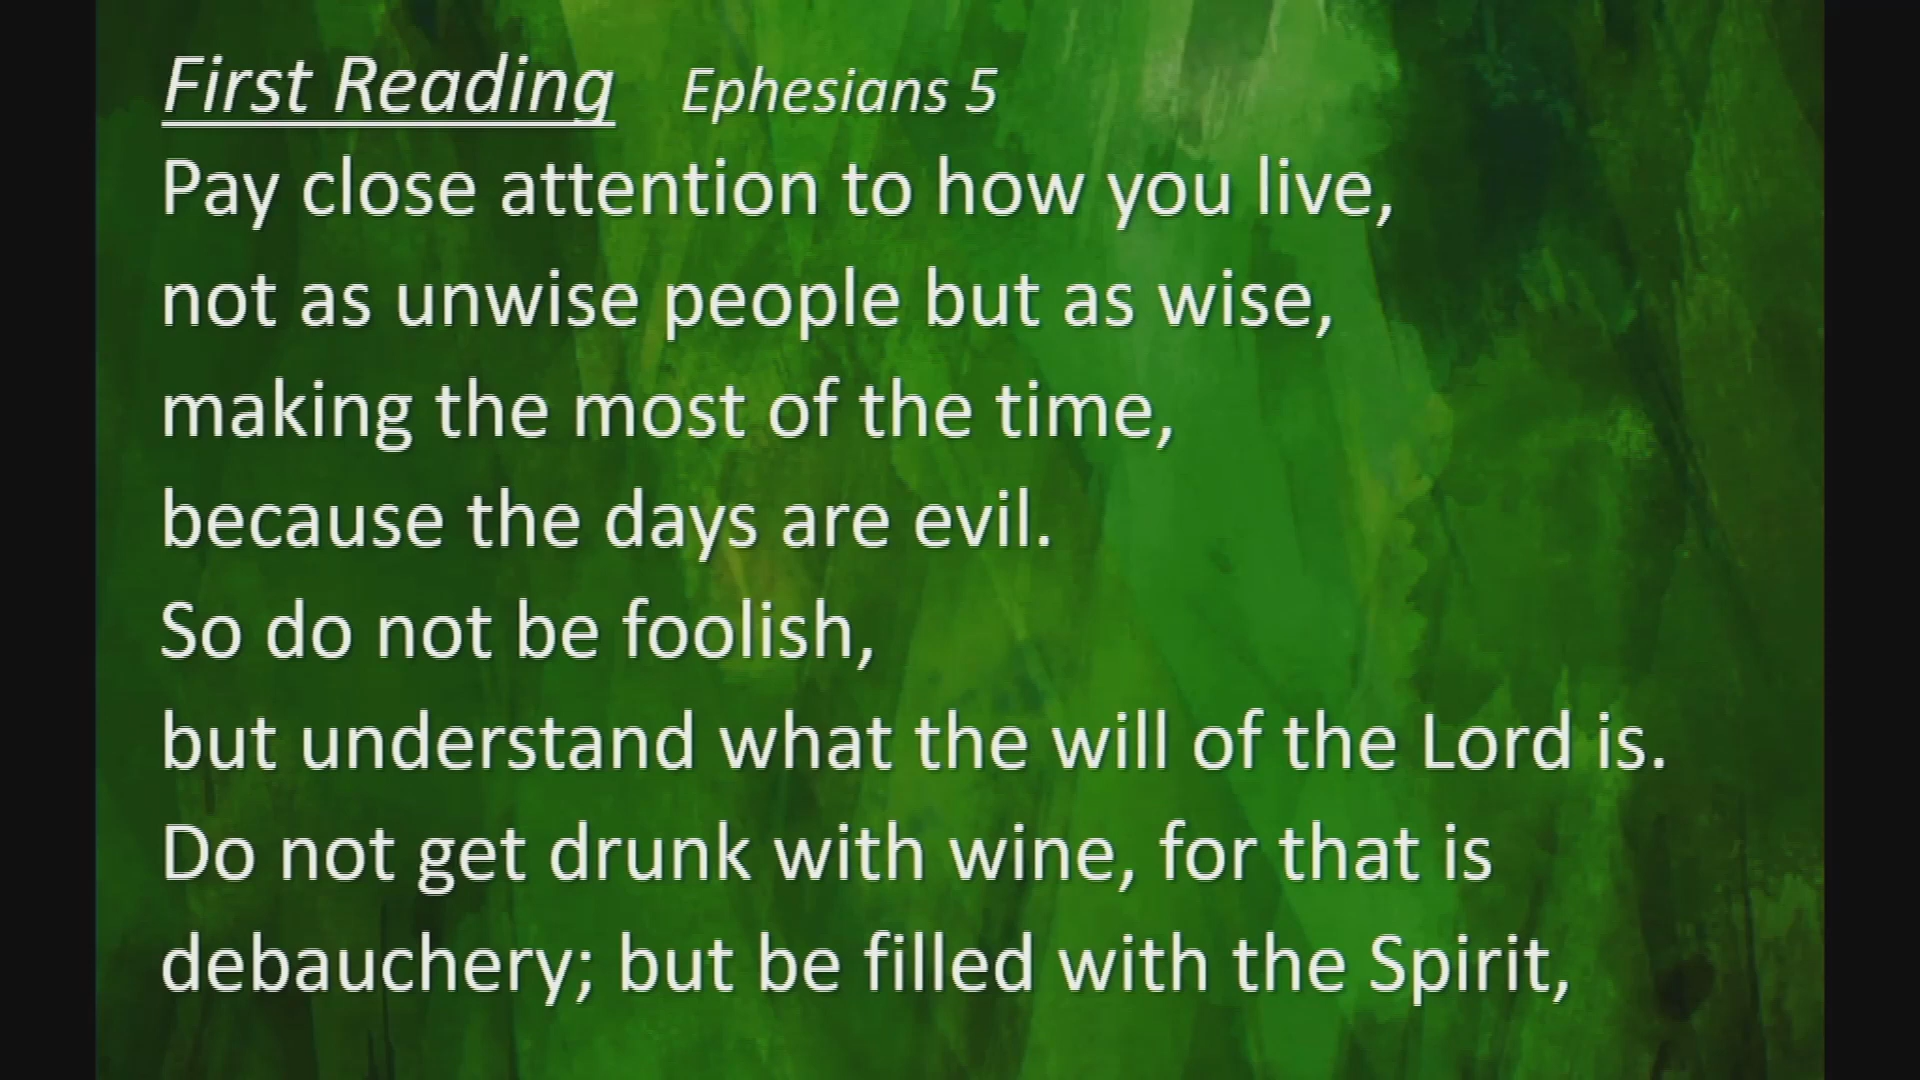 First Reading Ephesians 5
Pay close attention to how you live,
not as unwise people but as wise,
making the most of the time,
because the days are evil.
So do not be foolish,
but understand what the will of the Lord is.
Do not get drunk with wine, for that is
debauchery; but be filled with the Spirit,